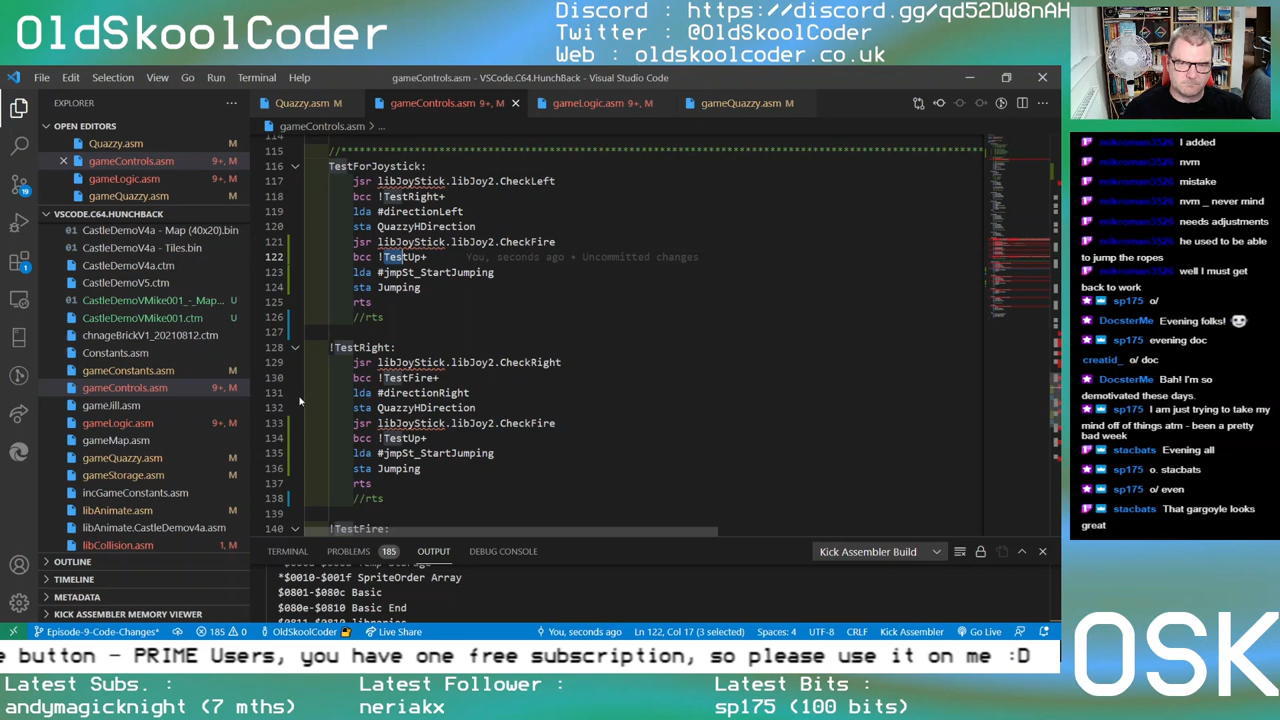 OldSkoolCoder
Discord : https://discord.gg/qd52DW8nAH
Twitter : @OldSkoolCoder
Web : oldskoolcoder.co.uk
File Edit Selection View Go Run Terminal Help
gameControls.asm - VSCode.C64.HunchBack - Visual Studio Code
EXPLORER
Quazzy.asm M
gameControls.asm 9+, M
gameLogic.asm 9+, M
gameQuazzy.asm M
gameControls.asm > ...
OPEN EDITORS
Quazzy.asm M
gameControls.asm 9+, M
gameLogic.asm 9+, M
gameQuazzy.asm M
VSCODE.C64.HUNCHBACK
CastleDemoV4a - Map (40x20).bin
CastleDemoV4a - Tiles.bin
CastleDemoV4a.ctm
CastleDemoV5.ctm
CastleDemoVMike001_-_Map... U
CastleDemoVMike001.ctm U
chnageBrickV1_20210812.ctm
Constants.asm
gameConstants.asm M
gameControls.asm 9+, M
gameJill.asm
gameLogic.asm 9+, M
gameMap.asm
gameQuazzy.asm M
gameStorage.asm M
incGameConstants.asm
libAnimate.asm M
libAnimate.CastleDemov4a.asm
libCollision.asm 1, M
OUTLINE
TIMELINE
NPM SCRIPTS
KICK ASSEMBLER MEMORY VIEWER
114
115 //****************************************************************
116 TestForJoystick:
117 jsr libJoyStick.libJoy2.CheckLeft
118 bcc !TestRight+
119 lda #directionLeft
120 sta QuazzyHDirection
121 jsr libJoyStick.libJoy2.CheckFire
122 bcc !TestUp+ You, seconds ago • Uncommitted changes
123 lda #jmpSt_StartJumping
124 sta Jumping
125 rts
126 //rts
127
128 !TestRight:
129 jsr libJoyStick.libJoy2.CheckRight
130 bcc !TestFire+
131 lda #directionRight
132 sta QuazzyHDirection
133 jsr libJoyStick.libJoy2.CheckFire
134 bcc !TestUp+
135 lda #jmpSt_StartJumping
136 sta Jumping
137 rts
138 //rts
139
140 !TestFire:
TERMINAL PROBLEMS 185 OUTPUT DEBUG CONSOLE
Kick Assembler Build
*$0010-$001f SpriteOrder Array
$0801-$080c Basic
$080e-$0810 Basic End
Episode-9-Code-Changes* 185 0 OldSkoolCoder Live Share You, seconds ago Ln 122, Col 17 (3 selected) Spaces: 4 UTF-8 CRLF Kick Assembler Go Live
mikroman3526 I added
mikroman3526 nvm
mikroman3526 mistake
mikroman3526 nvm _ never mind
mikroman3526 needs adjustments
mikroman3526 he used to be able
to jump the ropes
mikroman3526 well I must get
back to work
sp175 o/
DocsterMe Evening folks!
sp175 evening doc
creatid_ o/ doc
DocsterMe Bah! I'm so
demotivated these days.
sp175 I am just trying to take my
mind off of things atm - been a pretty
bad week
stacbats Evening all
sp175 o. stacbats
sp175 o/ even
stacbats That gargoyle looks
great
OSK
e button - PRIME Users, you have one free subscription, so please use it on me :D
Latest Subs. :
andymagicknight (7 mths)
Latest Follower :
neriakx
Latest Bits :
sp175 (100 bits)